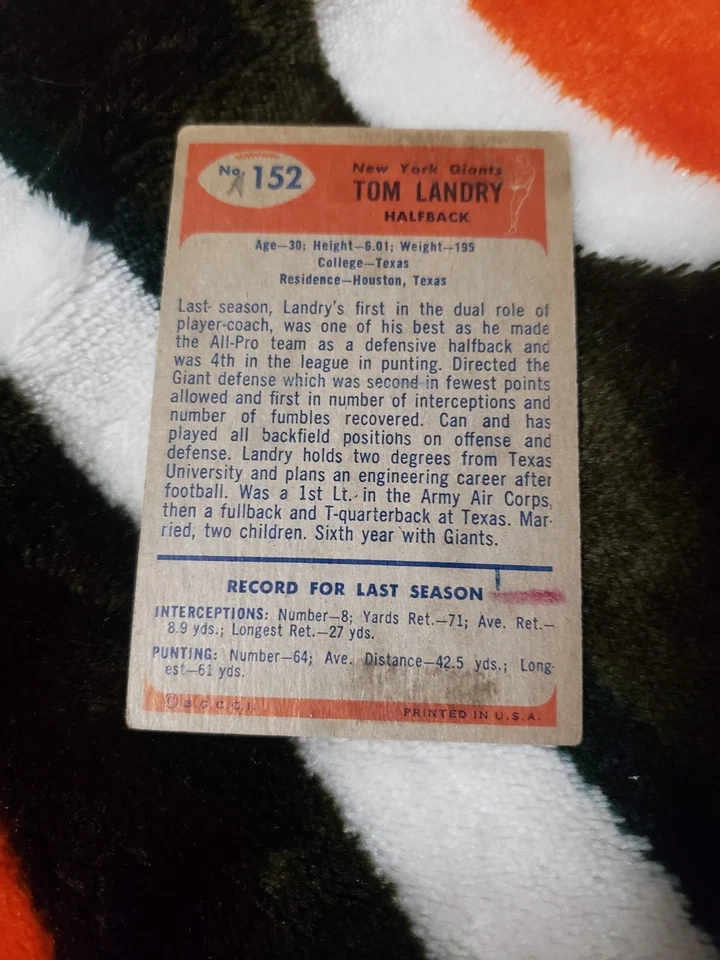 No. 152
New York Giants
TOM LANDRY
HALFBACK
Age—30; Height—6.01; Weight—195
College—Texas
Residence—Houston, Texas
Last season, Landry's first in the dual role of
player-coach, was one of his best as he made
the All-Pro team as a defensive halfback and
was 4th in the league in punting. Directed the
Giant defense which was second in fewest points
allowed and first in number of interceptions and
number of fumbles recovered. Can and has
played all backfield positions on offense and
defense. Landry holds two degrees from Texas
University and plans an engineering career after
football. Was a 1st Lt. in the Army Air Corps,
then a fullback and T-quarterback at Texas. Mar-
ried, two children. Sixth year with Giants.
RECORD FOR LAST SEASON
INTERCEPTIONS: Number—8; Yards Ret.—71; Ave. Ret.—
8.9 yds.; Longest Ret.—27 yds.
PUNTING: Number—64; Ave. Distance—42.5 yds.; Long-
est—61 yds.
© B.G.C.C.I.
PRINTED IN U.S.A.